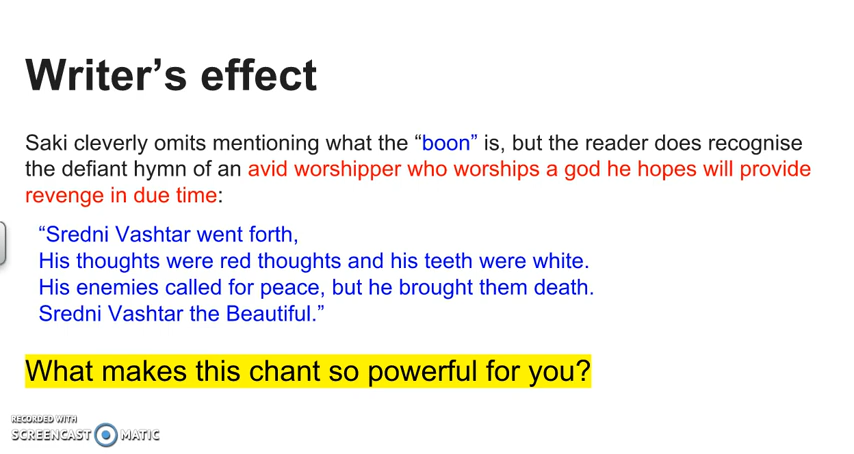 Writer’s effect
Saki cleverly omits mentioning what the “boon” is, but the reader does recognise
the defiant hymn of an avid worshipper who worships a god he hopes will provide
revenge in due time:
“Sredni Vashtar went forth,
His thoughts were red thoughts and his teeth were white.
His enemies called for peace, but he brought them death.
Sredni Vashtar the Beautiful.”
What makes this chant so powerful for you?
RECORDED WITH
SCREENCAST MATIC